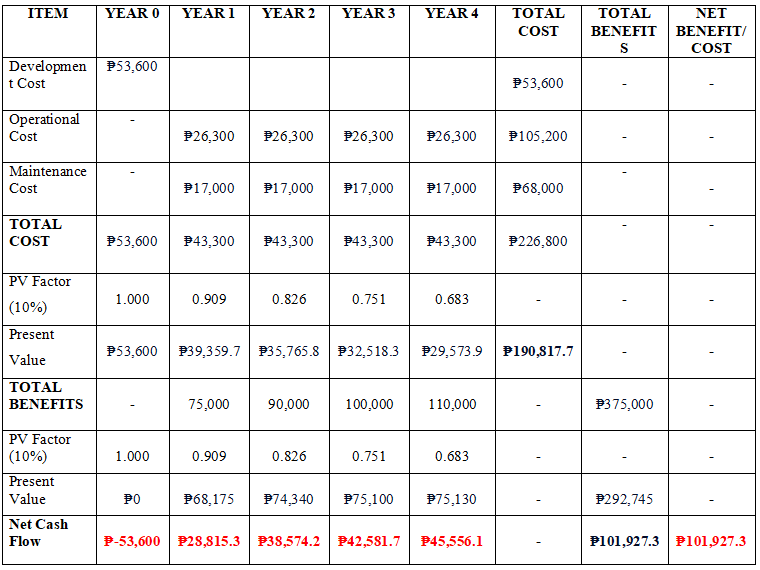 ITEM YEAR 0 YEAR 1 YEAR 2 YEAR 3 YEAR 4 TOTAL COST TOTAL BENEFIT S NET BENEFIT/ COST
Developmen t Cost ₱53,600 ₱53,600 - -
Operational Cost - ₱26,300 ₱26,300 ₱26,300 ₱26,300 ₱105,200 - -
Maintenance Cost - ₱17,000 ₱17,000 ₱17,000 ₱17,000 ₱68,000 - -
TOTAL COST ₱53,600 ₱43,300 ₱43,300 ₱43,300 ₱43,300 ₱226,800 - -
PV Factor (10%) 1.000 0.909 0.826 0.751 0.683 - - -
Present Value ₱53,600 ₱39,359.7 ₱35,765.8 ₱32,518.3 ₱29,573.9 ₱190,817.7 - -
TOTAL BENEFITS - 75,000 90,000 100,000 110,000 - ₱375,000 -
PV Factor (10%) 1.000 0.909 0.826 0.751 0.683 - - -
Present Value ₱0 ₱68,175 ₱74,340 ₱75,100 ₱75,130 - ₱292,745 -
Net Cash Flow ₱-53,600 ₱28,815.3 ₱38,574.2 ₱42,581.7 ₱45,556.1 - ₱101,927.3 ₱101,927.3